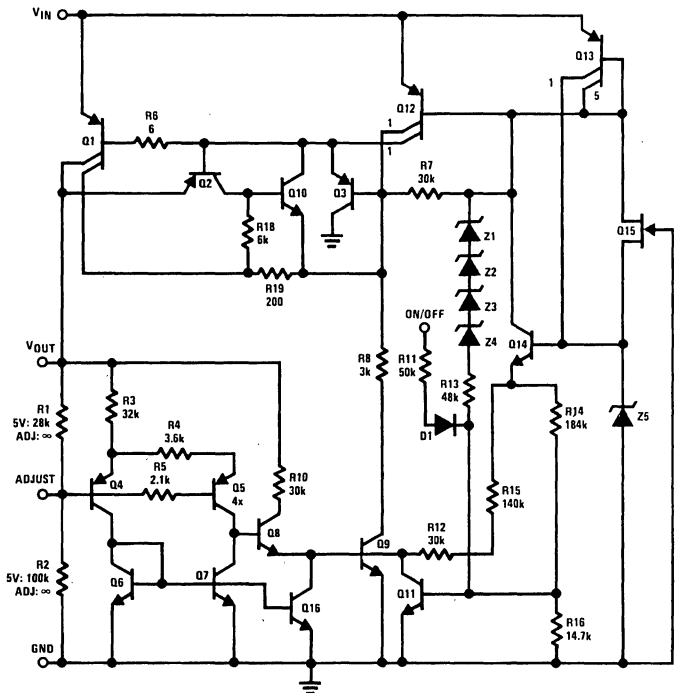 VIN
Q13
1
5
Q12
1
1
R6
6
Q1
Q2
Q10
Q3
R7
30k
R18
6k
R19
200
Z1
Z2
Z3
Z4
Q15
ON/OFF
R11
50k
R13
48k
Q14
D1
R14
184k
Z5
VOUT
R1
5V: 28k
ADJ: ∞
R3
32k
R4
3.6k
R5
2.1k
R8
3k
ADJUST
Q4
Q5
4x
R10
30k
Q8
R15
140k
R12
30k
Q9
R2
5V: 100k
ADJ: ∞
Q6
Q7
Q16
Q11
R16
14.7k
GND